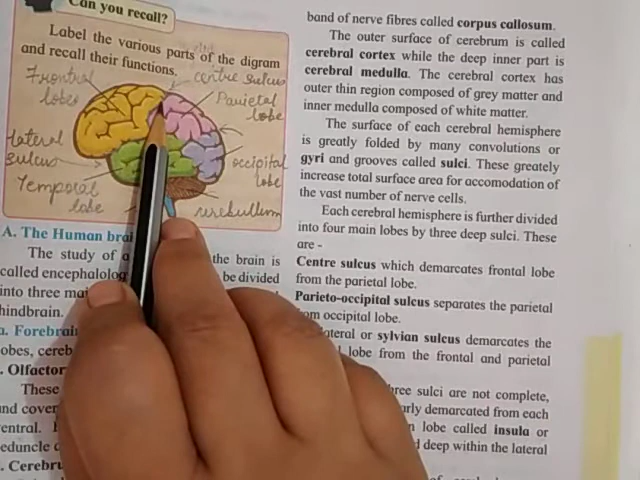 Can you recall?
Label the various parts of the digram
and recall their functions.
Frontal
lobes
centre sulcus
Parietal
lobe
lateral
sulcus
occipital
lobe
Temporal
lobe
cerebellum
A. The Human brai
The study of
the brain is
called encephalolog
be divided
into three mai
hindbrain.
a. Forebrai
obes, cereb
. Olfactor
These
and cover
entral.
eduncle
. Cerebru
band of nerve fibres called corpus callosum.
The outer surface of cerebrum is called
cerebral cortex while the deep inner part is
cerebral medulla. The cerebral cortex has
outer thin region composed of grey matter and
inner medulla composed of white matter.
The surface of each cerebral hemisphere
is greatly folded by many convolutions or
gyri and grooves called sulci. These greatly
increase total surface area for accomodation of
the vast number of nerve cells.
Each cerebral hemisphere is further divided
into four main lobes by three deep sulci. These
are -
Centre sulcus which demarcates frontal lobe
from the parietal lobe.
Parieto-occipital sulcus separates the parietal
om occipital lobe.
ateral or sylvian sulcus demarcates the
lobe from the frontal and parietal
ree sulci are not complete,
arly demarcated from each
n lobe called insula or
d deep within the lateral